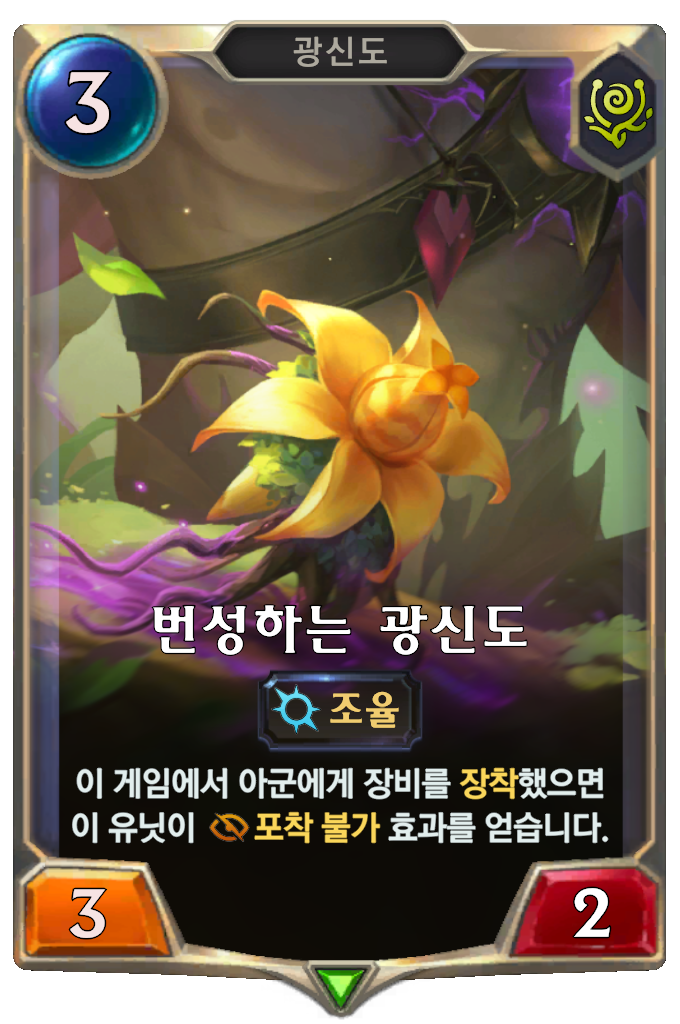 광신도
3
번성하는 광신도
조율
이 게임에서 아군에게 장비를 장착했으면
이 유닛이 포착 불가 효과를 얻습니다.
3
2